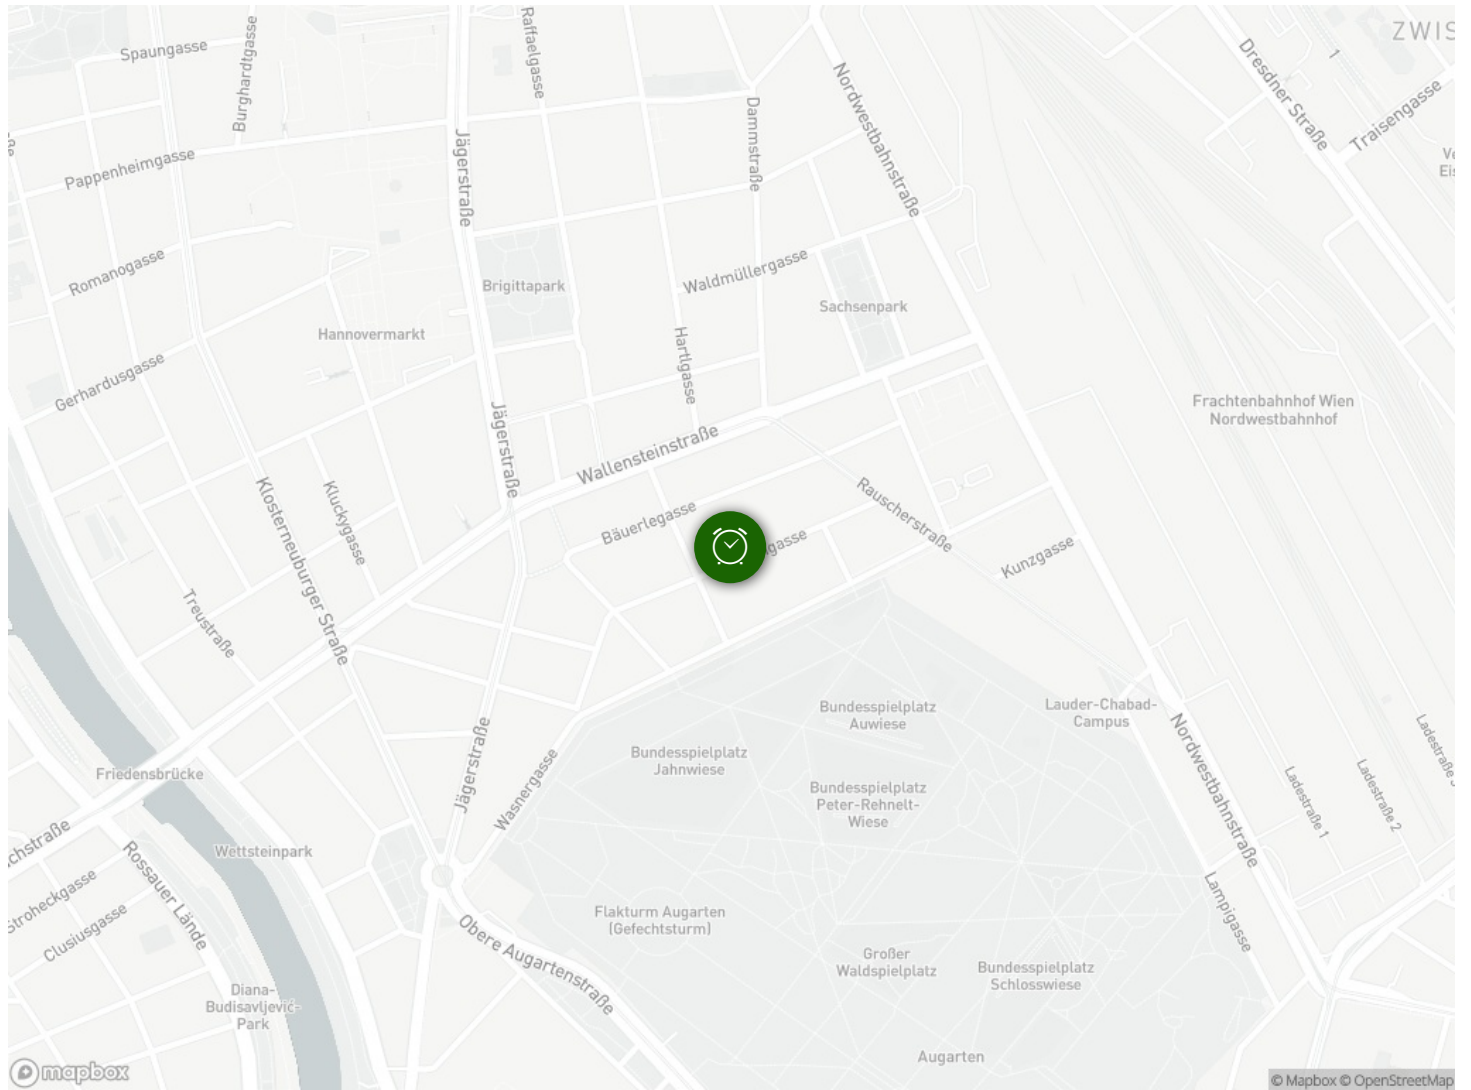 ZWIS
Spaungasse
Burghardtgasse
Raffaelgasse
Dresdner Straße
1
Traisengasse
Nordwestbahnstraße
Dammstraße
Jägerstraße
Pappenheimgasse
Romanogasse
Brigittapark
Waldmüllergasse
Sachsenpark
Hannovermarkt
Hartlgasse
Gerhardusgasse
Frachtenbahnhof Wien
Nordwestbahnhof
Jägerstraße
Wallensteinstraße
Klosterneuburger Straße
Kluckygasse
Bäuerlegasse
Rauscherstraße
gasse
Kunzgasse
Treustraße
Bundesspielplatz
Auwiese
Lauder-Chabad-
Campus
Nordwestbahnstraße
Ladestraße 1
Ladestraße 2
Ladestraße
Bundesspielplatz
Jahnwiese
Jägerstraße
Wasnergasse
Bundesspielplatz
Peter-Rehnelt-
Wiese
Friedensbrücke
chstraße
Wettsteinpark
Rossauer Lände
Stroheckgasse
Clusiusgasse
Lampigasse
Flakturm Augarten
(Gefechtsturm)
Obere Augartenstraße
Großer
Waldspielplatz
Bundesspielplatz
Schlosswiese
Diana-
Budisavljević-
Park
Augarten
mapbox
© Mapbox © OpenStreetMap